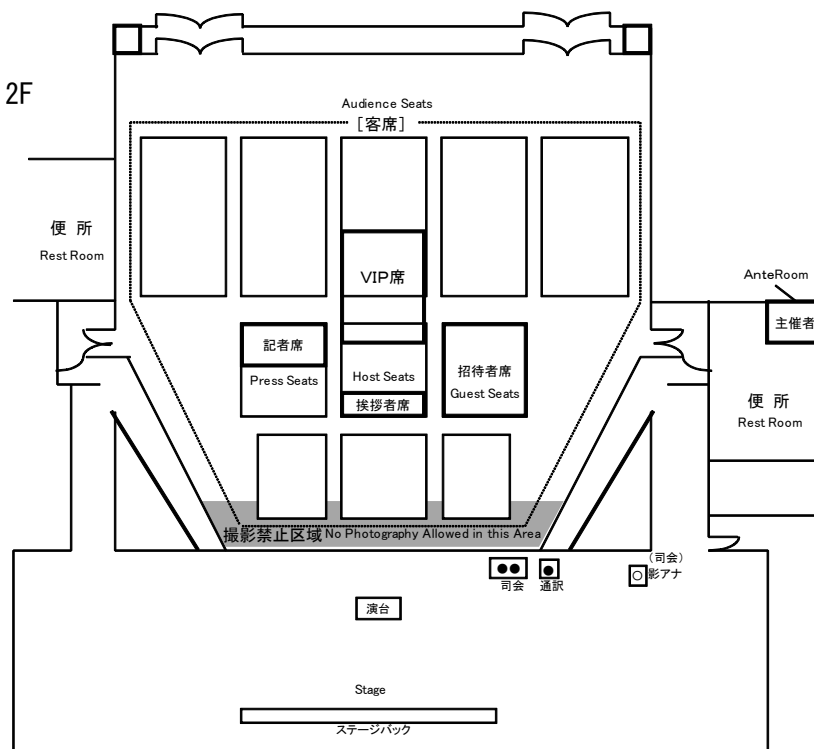 2F
Audience Seats
[客席]
便 所
Rest Room
VIP席
AnteRoom
主催者
記者席
Press Seats
Host Seats
挨拶者席
招待者席
Guest Seats
便 所
Rest Room
撮影禁止区域 No Photography Allowed in this Area
司会
通訳
(司会)
影アナ
演台
Stage
ステージバック